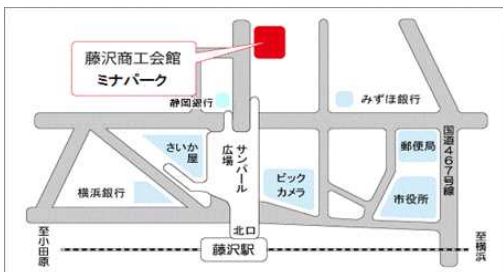 藤沢商工会館
ミナパーク
静岡銀行
みずほ銀行
さいか
屋
サンパール
広場
ビック
カメラ
郵便局
市役所
国道467号線
横浜銀行
北口
藤沢駅
至小田原
至横浜